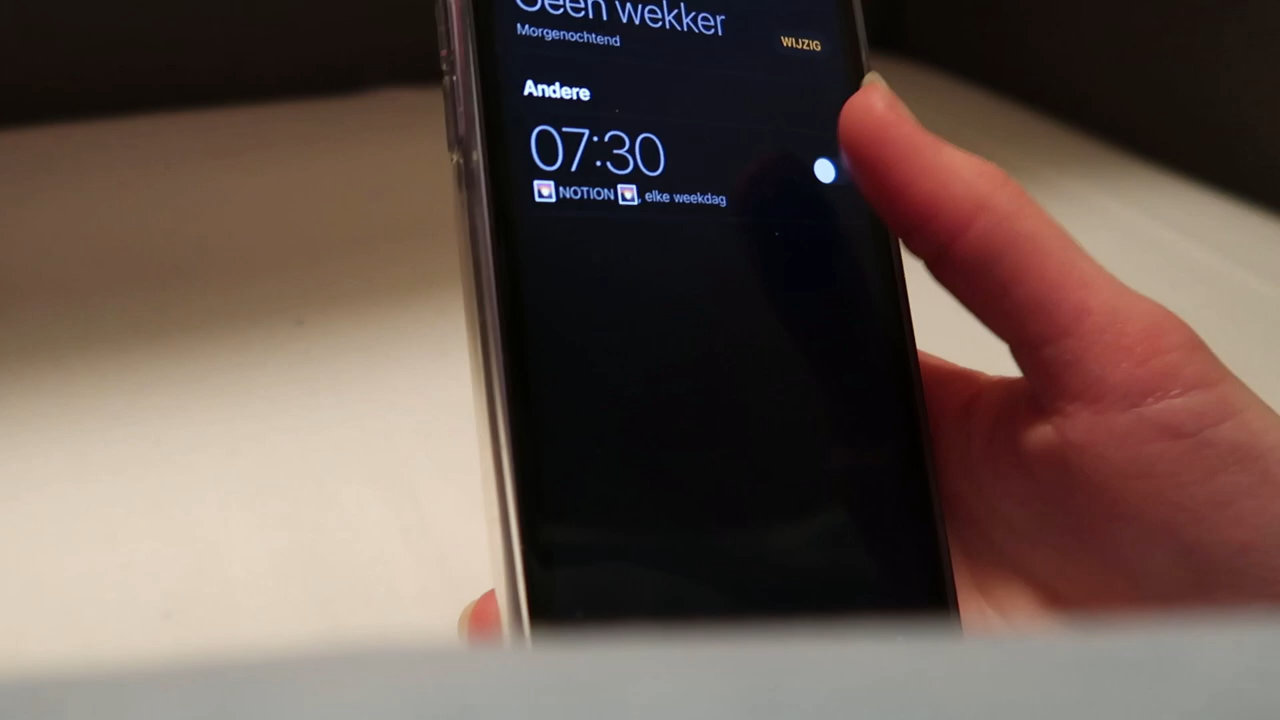 Geen wekker
Morgenochtend
WIJZIG
Andere
07:30
🌅 NOTION 🌅, elke weekdag